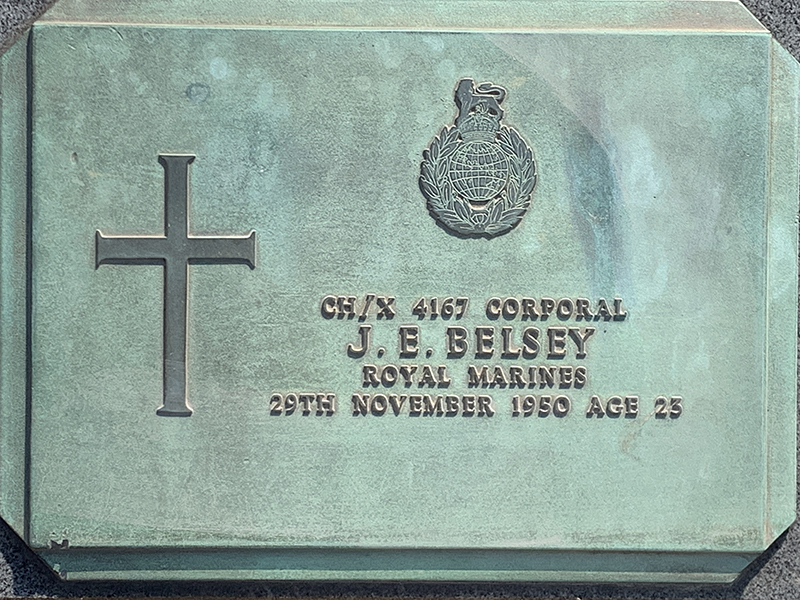 CH/X 4167 CORPORAL
J. E. BELSEY
ROYAL MARINES
29TH NOVEMBER 1950 AGE 23